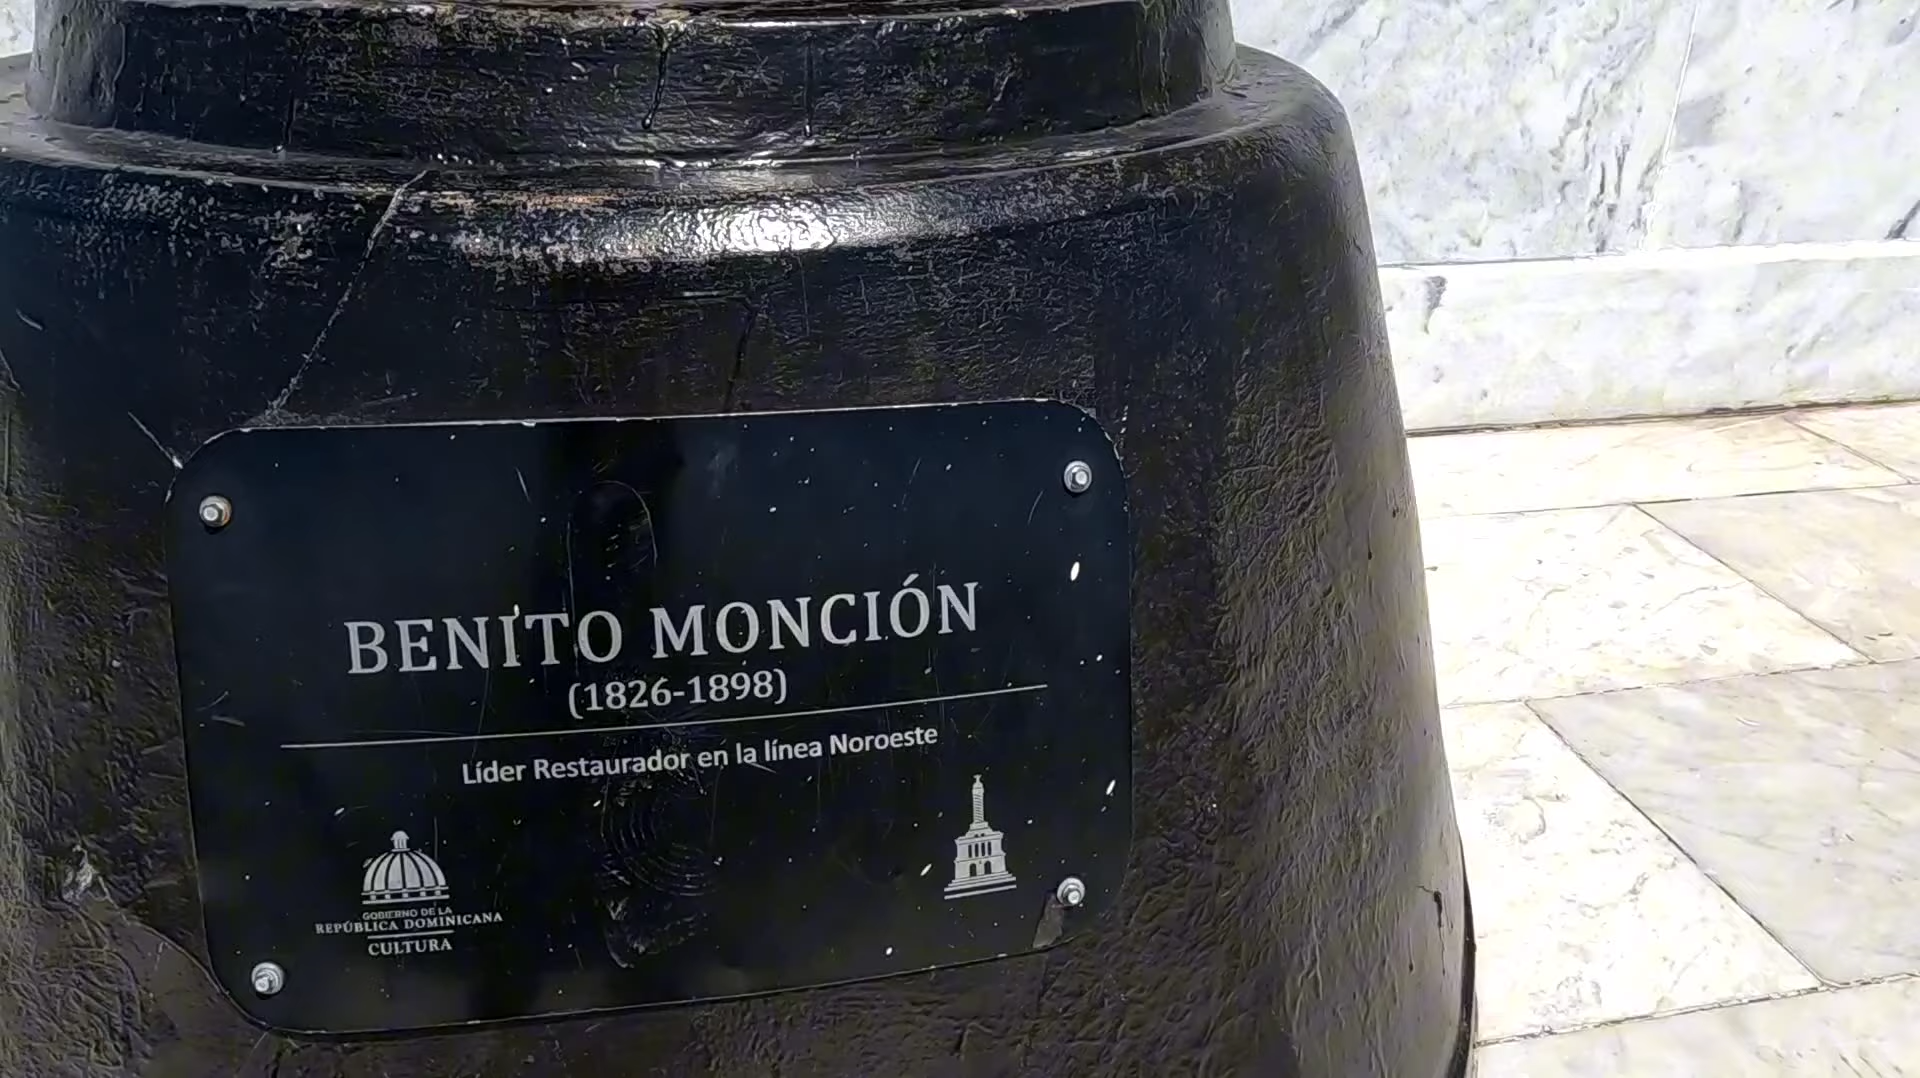 BENITO MONCIÓN
(1826-1898)
Líder Restaurador en la línea Noroeste
GOBIERNO DE LA
REPÚBLICA DOMINICANA
CULTURA